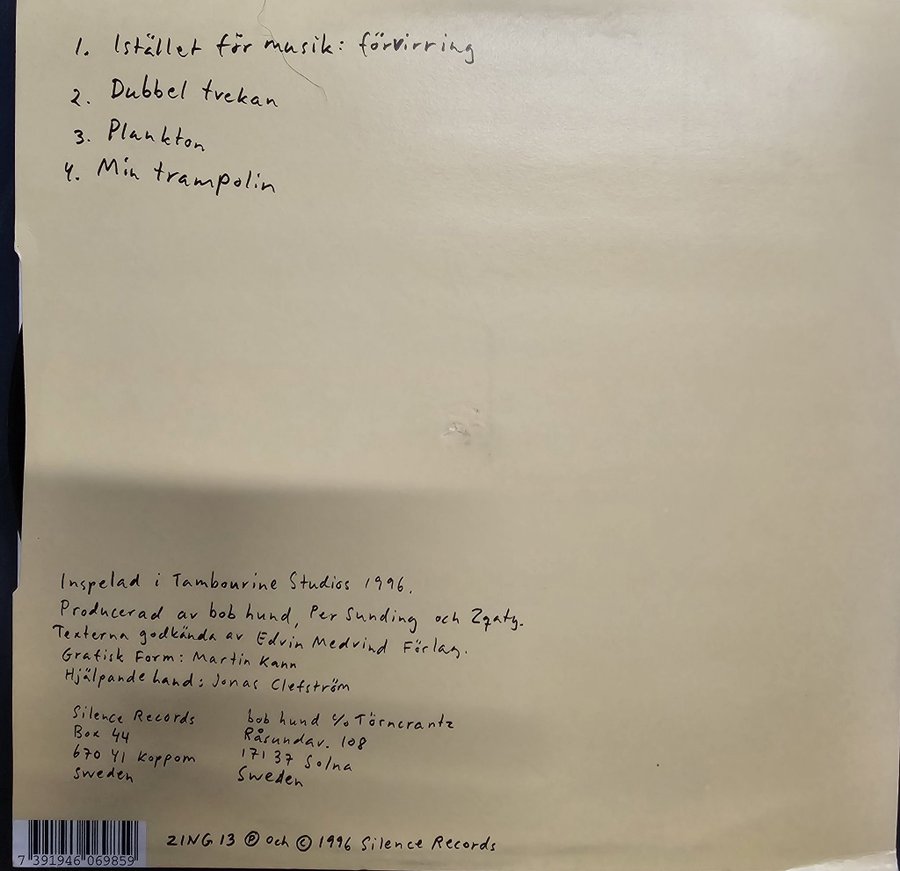 1. Istället för musik: förvirring
2. Dubbel tvekan
3. Plankton
4. Min trampolin
Inspelad i Tambourine Studios 1996.
Producerad av bob hund, Per Sunding och Zqaty.
Texterna godkända av Edvin Medvind Förlag.
Grafisk Form: Martin Kann
Hjälpande hand: Jonas Clefström
Silence Records
Box 44
670 41 Koppom
Sweden
bob hund c/o Törncrantz
Råsundav. 108
171 37 Solna
Sweden
ZING 13 ℗ och © 1996 Silence Records
7 391946 069859